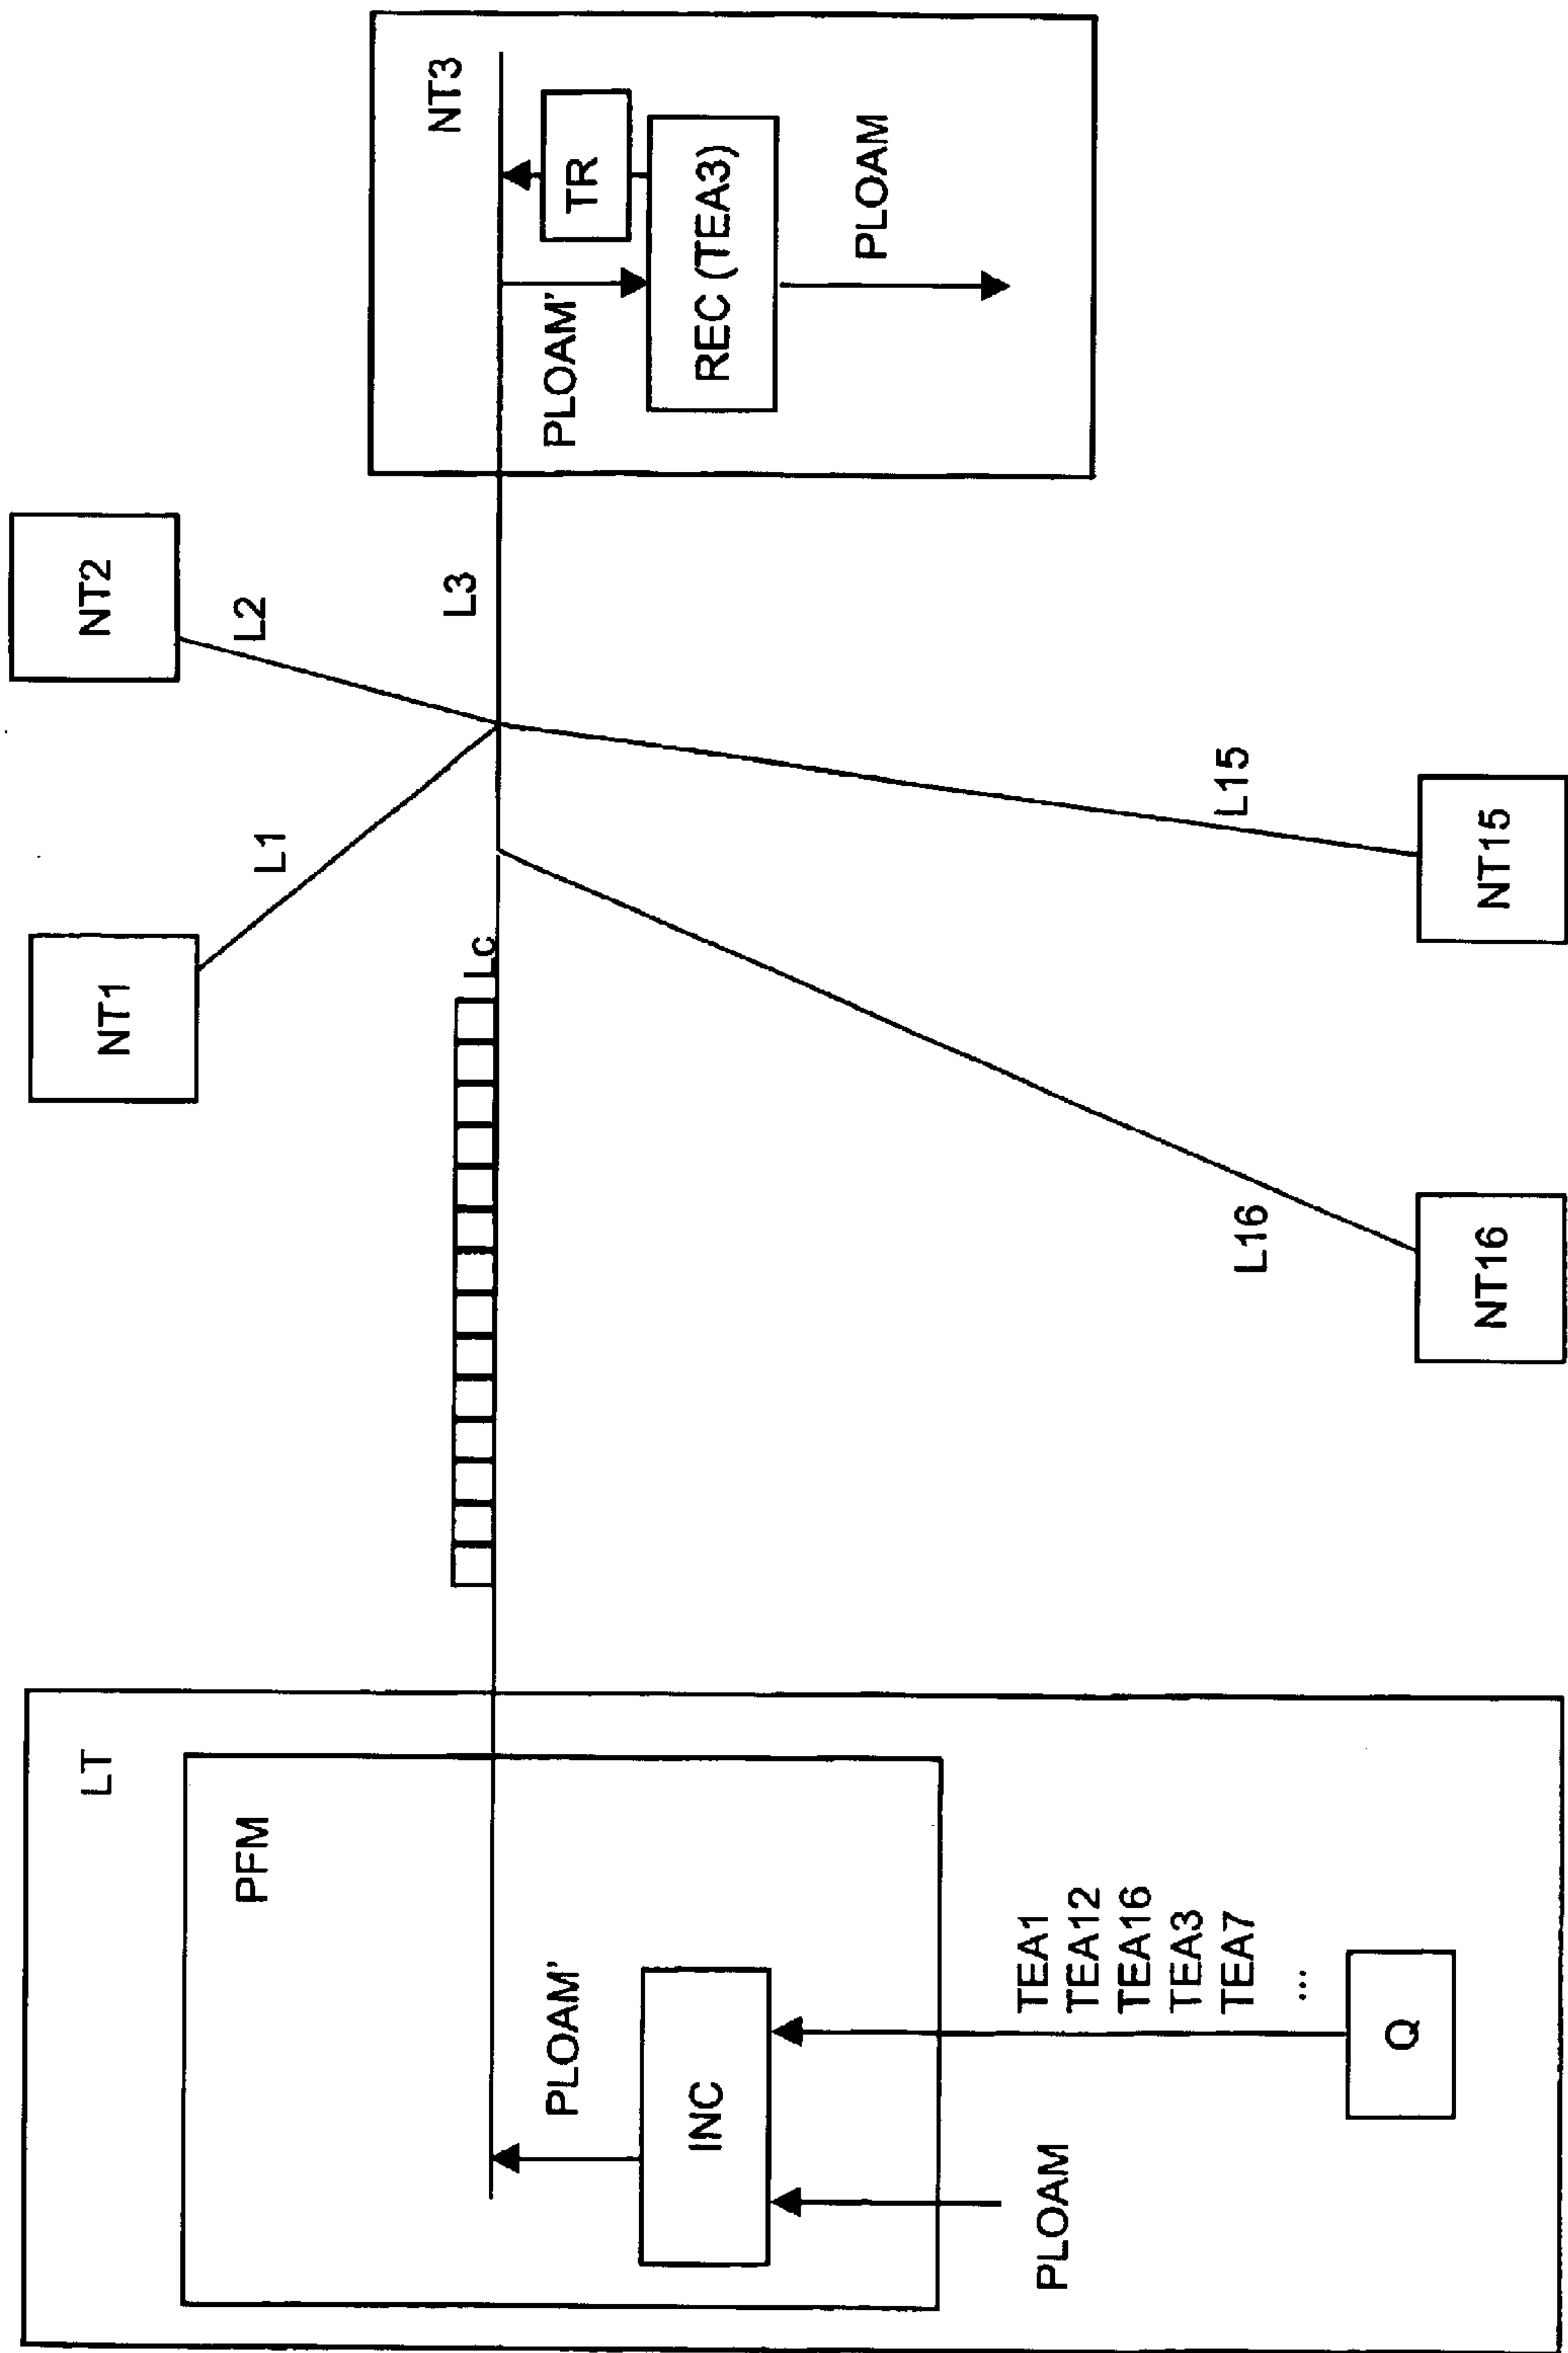 LT
PFM
PLOAM'
INC
PLOAM
TEA1
TEA12
TEA16
TEA3
TEA7
...
Q
LC
NT1
L1
NT2
L2
L3
L16
NT16
L15
NT15
NT3
PLOAM'
TR
REC (TEA3)
PLOAM